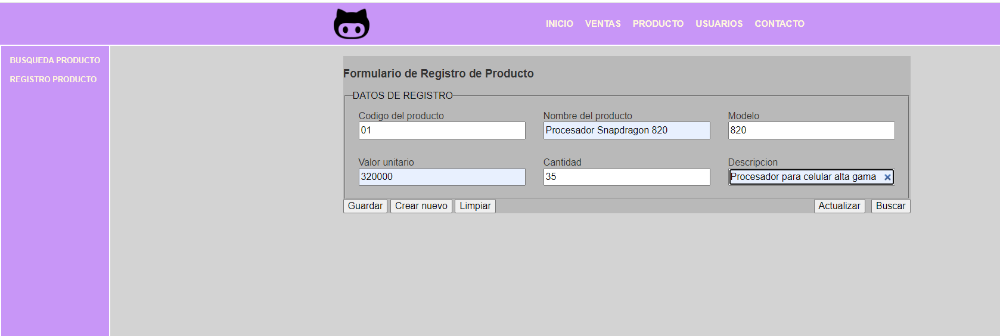 INICIO VENTAS PRODUCTO USUARIOS CONTACTO
BUSQUEDA PRODUCTO
REGISTRO PRODUCTO
Formulario de Registro de Producto
DATOS DE REGISTRO
Codigo del producto Nombre del producto Modelo
01 Procesador Snapdragon 820 820
Valor unitario Cantidad Descripcion
320000 35 Procesador para celular alta gama
Guardar Crear nuevo Limpiar Actualizar Buscar